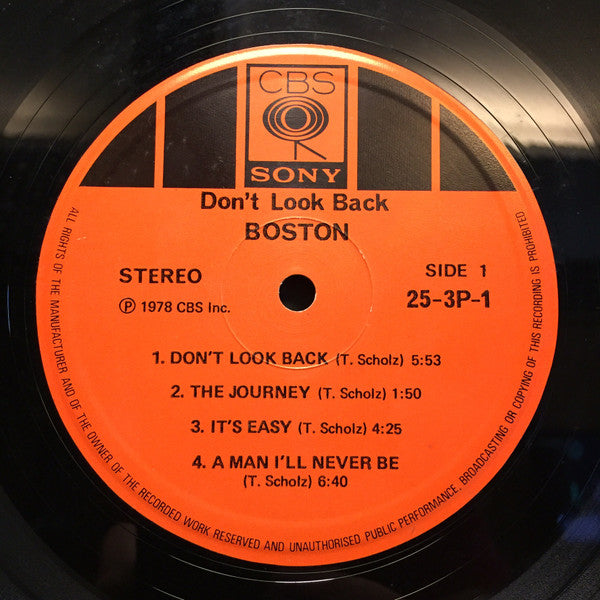 CBS
SONY
Don't Look Back
BOSTON
STEREO
SIDE 1
Ⓟ 1978 CBS Inc.
25-3P-1
1. DON'T LOOK BACK (T. Scholz) 5:53
2. THE JOURNEY (T. Scholz) 1:50
3. IT'S EASY (T. Scholz) 4:25
4. A MAN I'LL NEVER BE
(T. Scholz) 6:40
ALL RIGHTS OF THE MANUFACTURER AND OF THE OWNER OF THE RECORDED WORK RESERVED AND UNAUTHORISED PUBLIC PERFORMANCE, BROADCASTING OR COPYING OF THIS RECORDING IS PROHIBITED